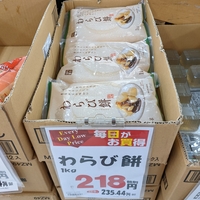 わらび餅
わらび餅
わらび餅
Every
Day Low
Price
毎日が
お買得
わらび餅
1kg
218円
235.44円